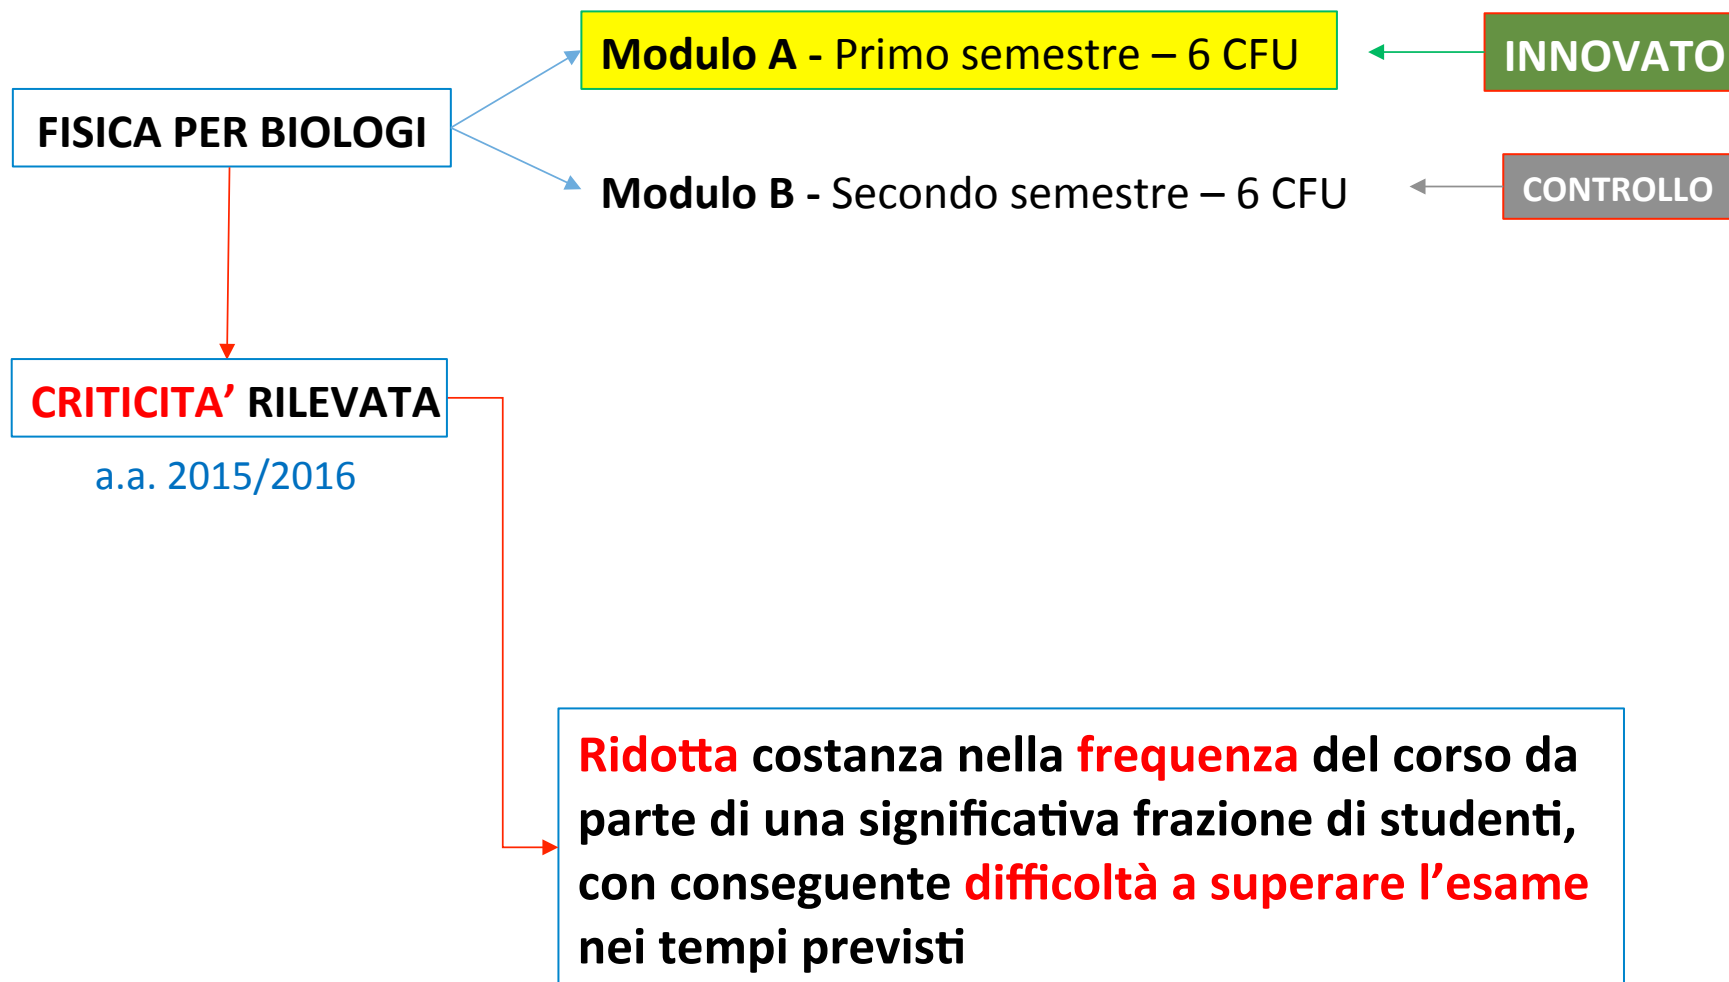 Modulo A - Primo semestre – 6 CFU
INNOVATO
FISICA PER BIOLOGI
Modulo B - Secondo semestre – 6 CFU
CONTROLLO
CRITICITA’ RILEVATA
a.a. 2015/2016
Ridotta costanza nella frequenza del corso da
parte di una significativa frazione di studenti,
con conseguente difficoltà a superare l’esame
nei tempi previsti